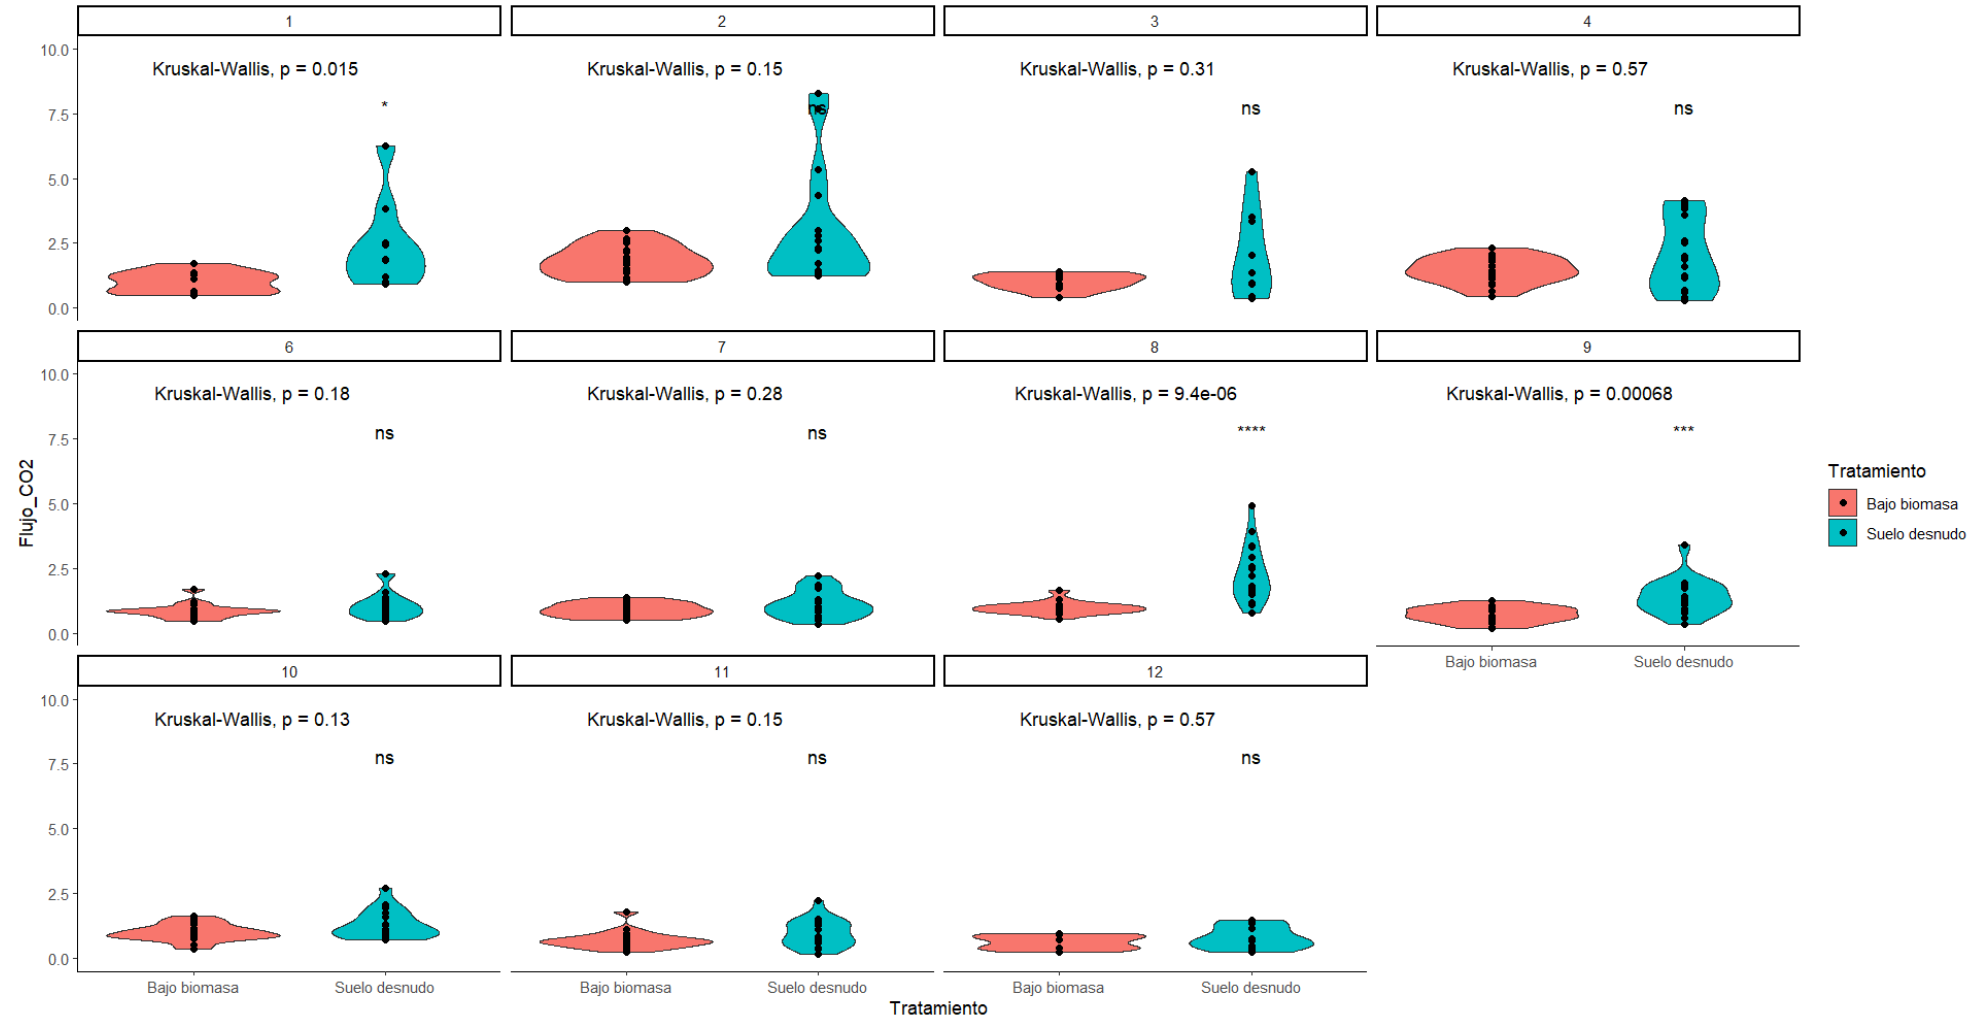 1 2 3 4
10.0
Kruskal-Wallis, p = 0.015 Kruskal-Wallis, p = 0.15 Kruskal-Wallis, p = 0.31 Kruskal-Wallis, p = 0.57
* ns ns ns
7.5
5.0
2.5
0.0
6 7 8 9
10.0
Kruskal-Wallis, p = 0.18 Kruskal-Wallis, p = 0.28 Kruskal-Wallis, p = 9.4e-06 Kruskal-Wallis, p = 0.00068
ns ns **** ***
7.5
5.0
2.5
0.0
Flujo_CO2
Bajo biomasa Suelo desnudo
10 11 12
10.0
Kruskal-Wallis, p = 0.13 Kruskal-Wallis, p = 0.15 Kruskal-Wallis, p = 0.57
ns ns ns
7.5
5.0
2.5
0.0
Bajo biomasa Suelo desnudo Bajo biomasa Suelo desnudo Bajo biomasa Suelo desnudo
Tratamiento
Tratamiento
Bajo biomasa
Suelo desnudo